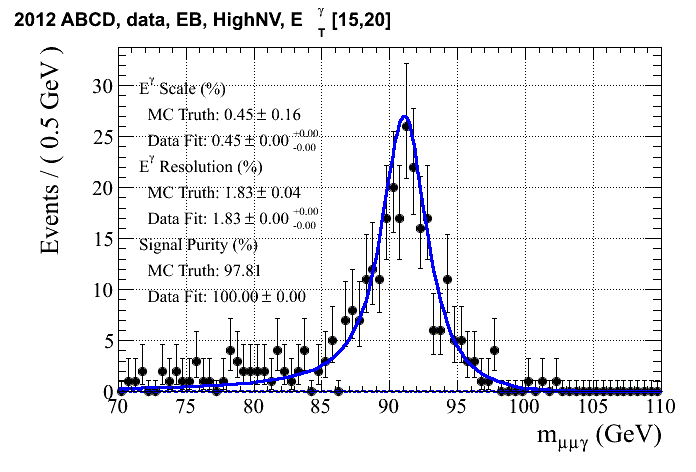 2012 ABCD, data, EB, HighNV, E_T^γ [15,20]
Events / ( 0.5 GeV )
E^γ Scale (%)
MC Truth: 0.45 ± 0.16
Data Fit: 0.45 ± 0.00 +0.00 -0.00
E^γ Resolution (%)
MC Truth: 1.83 ± 0.04
Data Fit: 1.83 ± 0.00 +0.00 -0.00
Signal Purity (%)
MC Truth: 97.81
Data Fit: 100.00 ± 0.00
30
25
20
15
10
5
0
70 75 80 85 90 95 100 105 110
m_μμγ (GeV)